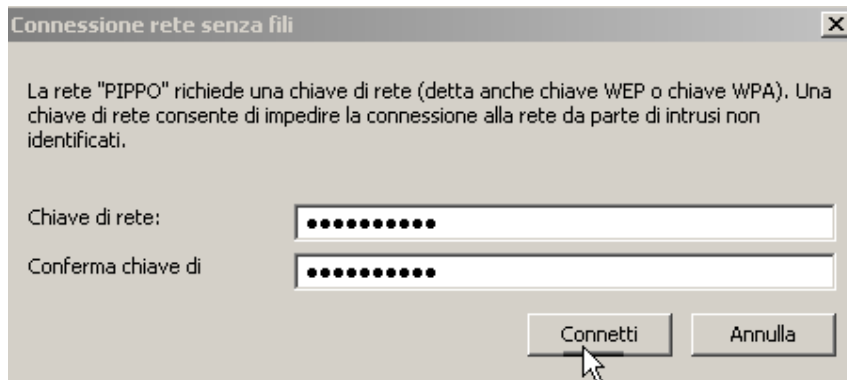 Connessione rete senza fili
La rete "PIPPO" richiede una chiave di rete (detta anche chiave WEP o chiave WPA). Una
chiave di rete consente di impedire la connessione alla rete da parte di intrusi non
identificati.
Chiave di rete: ●●●●●●●●●●
Conferma chiave di ●●●●●●●●●●
Connetti Annulla